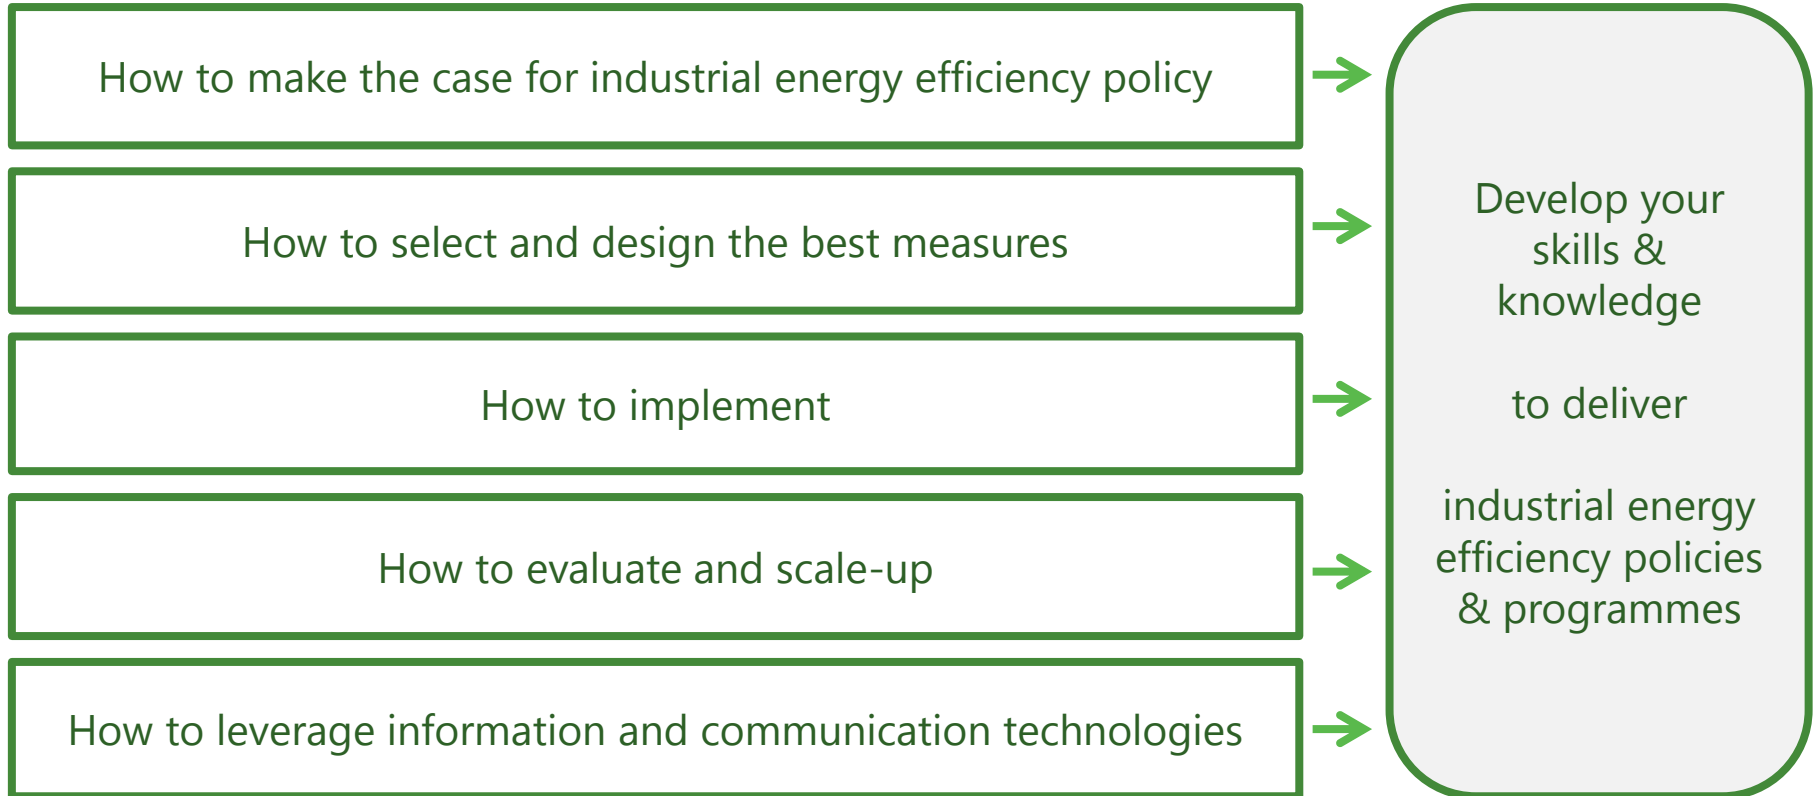 How to make the case for industrial energy efficiency policy
How to select and design the best measures
How to implement
How to evaluate and scale-up
How to leverage information and communication technologies
Develop your
skills &
knowledge
to deliver
industrial energy
efficiency policies
& programmes